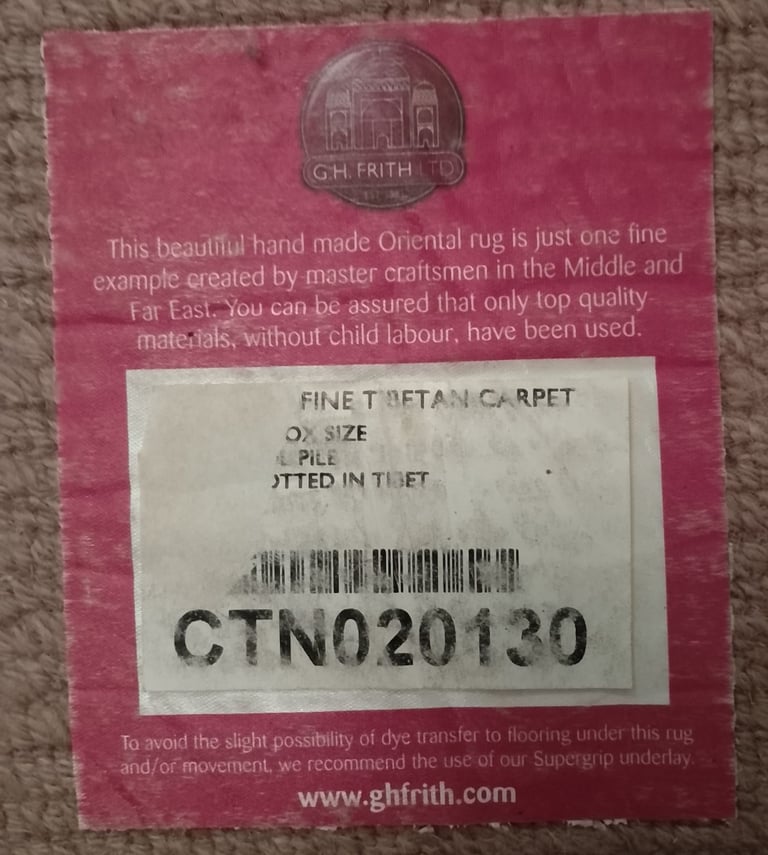 G.H. FRITH LTD
This beautiful hand made Oriental rug is just one fine
example created by master craftsmen in the Middle and
Far East. You can be assured that only top quality
materials, without child labour, have been used.
FINE TIBETAN CARPET
OX SIZE
PILE
OTTED IN TIBET
CTN020130
To avoid the slight possibility of dye transfer to flooring under this rug
and/or movement, we recommend the use of our Supergrip underlay.
www.ghfrith.com